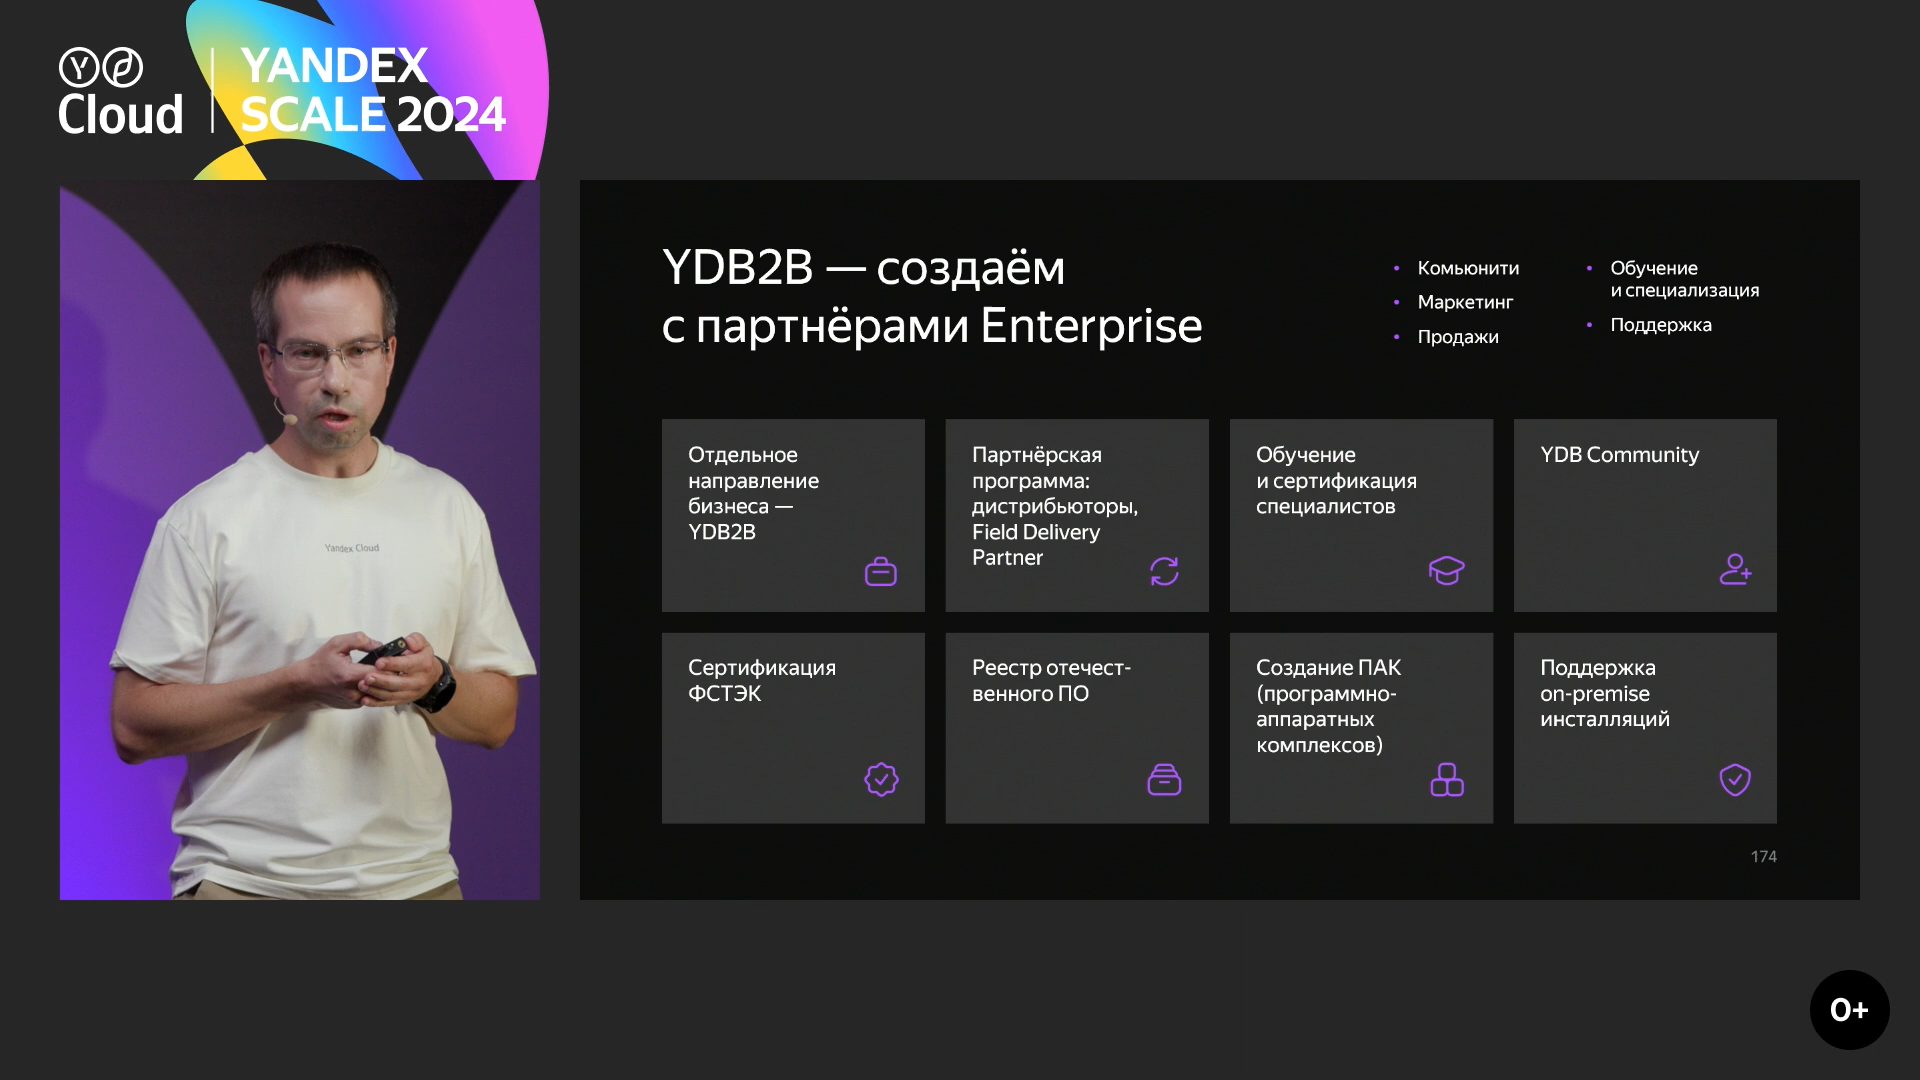 Cloud
YANDEX
SCALE 2024
YDB2B — создаём
с партнёрами Enterprise
• Комьюнити
• Маркетинг
• Продажи
• Обучение
и специализация
• Поддержка
Отдельное
направление
бизнеса —
YDB2B
Партнёрская
программа:
дистрибьюторы,
Field Delivery
Partner
Обучение
и сертификация
специалистов
YDB Community
Сертификация
ФСТЭК
Реестр отечест-
венного ПО
Создание ПАК
(программно-
аппаратных
комплексов)
Поддержка
on-premise
инсталляций
174
Yandex Cloud
0+